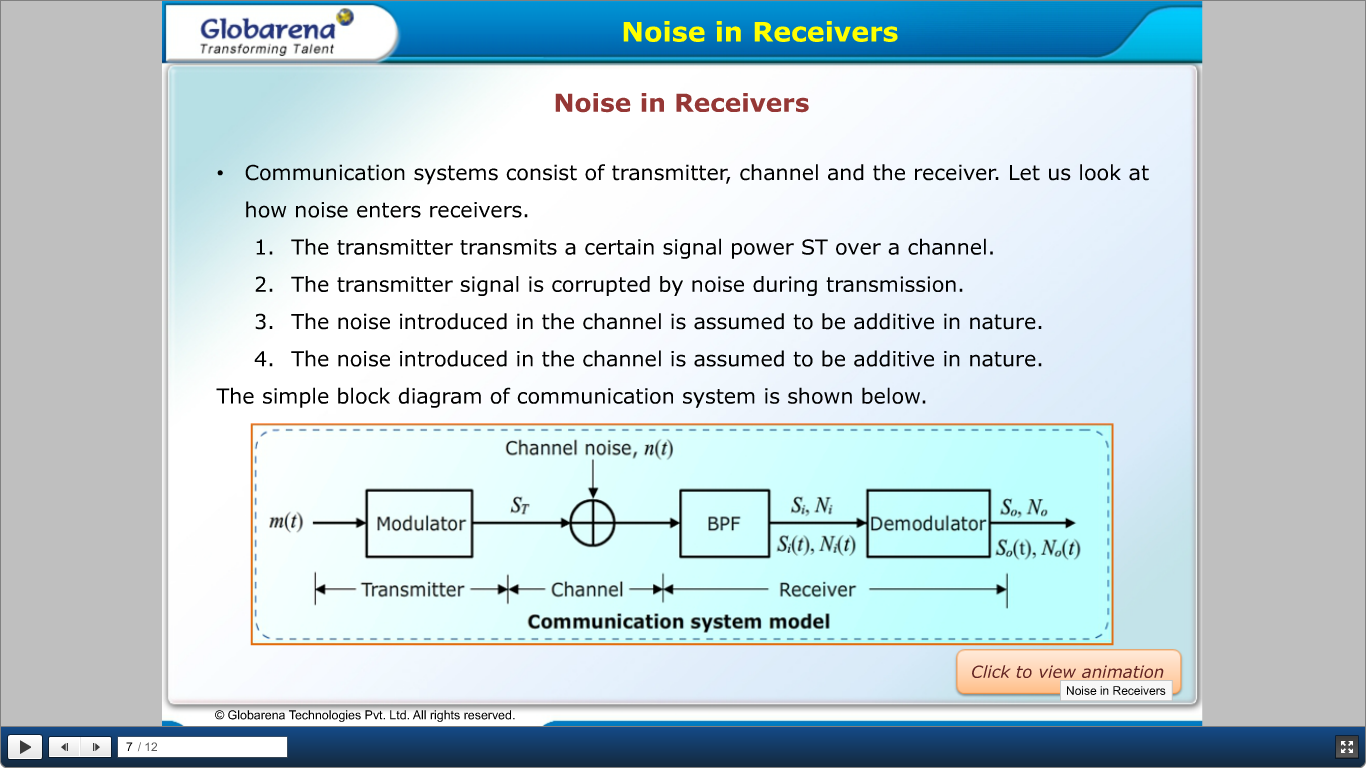 Globarena
Transforming Talent
Noise in Receivers
Noise in Receivers
• Communication systems consist of transmitter, channel and the receiver. Let us look at
how noise enters receivers.
1. The transmitter transmits a certain signal power ST over a channel.
2. The transmitter signal is corrupted by noise during transmission.
3. The noise introduced in the channel is assumed to be additive in nature.
4. The noise introduced in the channel is assumed to be additive in nature.
The simple block diagram of communication system is shown below.
Channel noise, n(t)
m(t) Modulator S_T BPF S_i, N_i Demodulator S_o, N_o
S_i(t), N_i(t) S_o(t), N_o(t)
Transmitter Channel Receiver
Communication system model
Click to view animation
Noise in Receivers
© Globarena Technologies Pvt. Ltd. All rights reserved.
7 / 12